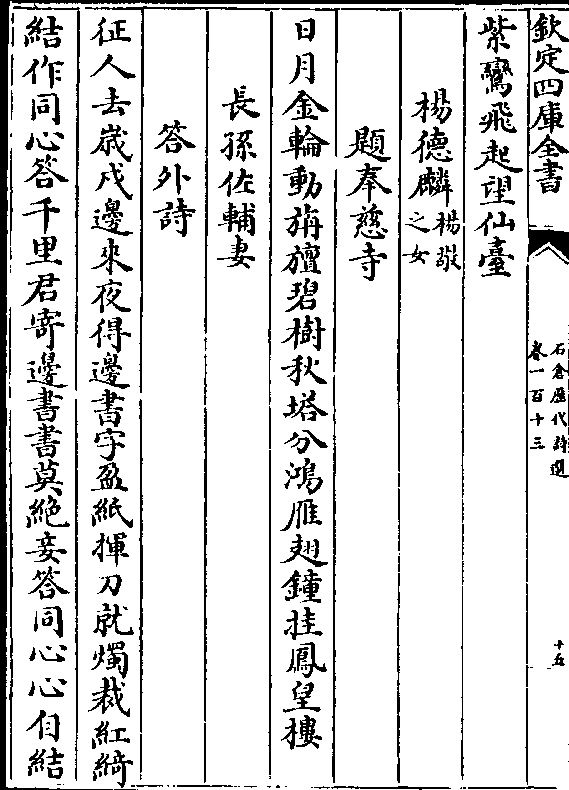 欽定四庫全書
石倉歷代詩選
卷一百十三
十五
紫鸞飛起望仙臺
楊德麟楊敬之女
題奉慈寺
日月金輪動旃檀碧樹秋塔分鴻雁翅鐘挂鳳皇樓
長孫佐輔妻
答外詩
征人去歲戍邊來夜得邊書字盈紙揮刀就燭裁紅綺
結作同心答千里君寄邊書書莫絶妾答同心心自結